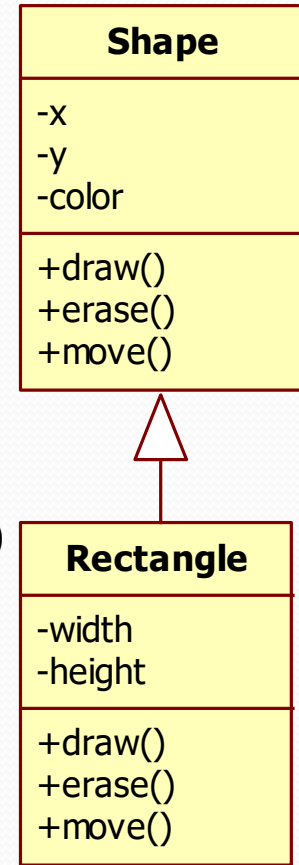 Shape
-x
-y
-color
+draw()
+erase()
+move()
)
Rectangle
-width
-height
+draw()
+erase()
+move()